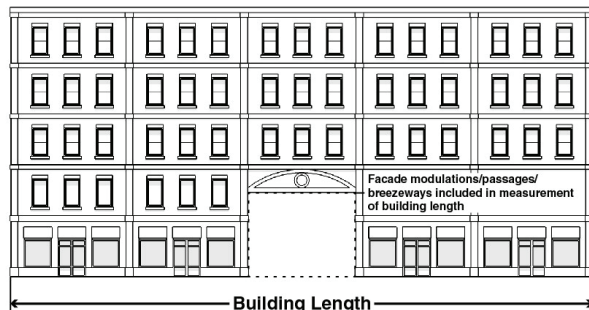 Facade modulations/passages/
breezeways included in measurement
of building length
Building Length